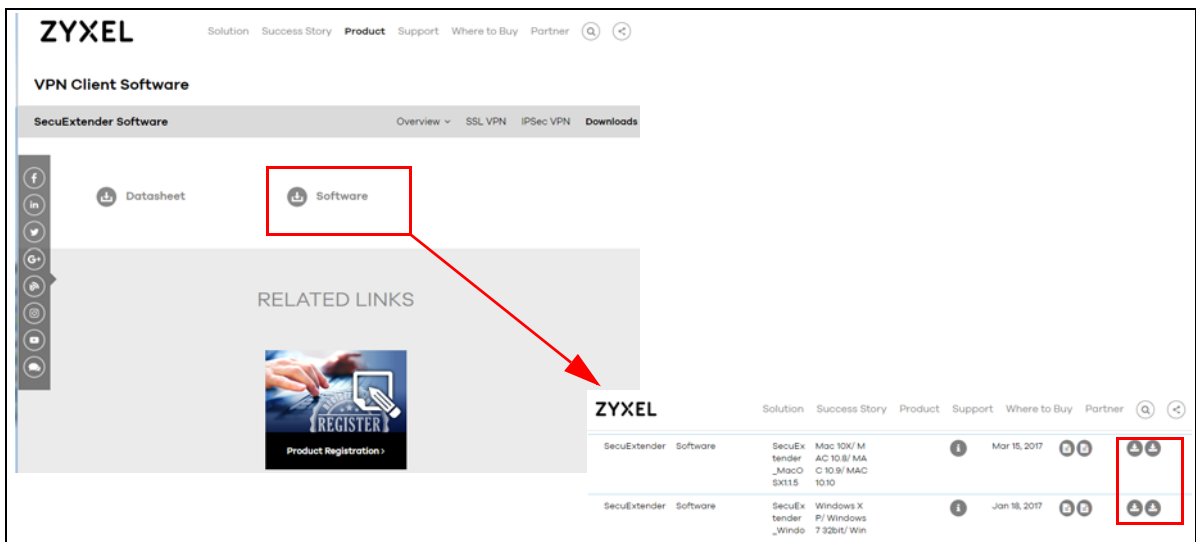 ZYXEL
Solution Success Story Product Support Where to Buy Partner
VPN Client Software
SecuExtender Software
Overview SSL VPN IPSec VPN Downloads
Datasheet
Software
RELATED LINKS
REGISTER
Product Registration >
ZYXEL
Solution Success Story Product Support Where to Buy Partner
SecuExtender Software SecuEx Mac 10X/ M Mar 15, 2017
tender AC 10.8/ MA
_MacO C 10.9/ MAC
SX1.1.5 10.10
SecuExtender Software SecuEx Windows X Jan 18, 2017
tender P/ Windows
_Windo 7 32bit/ Win